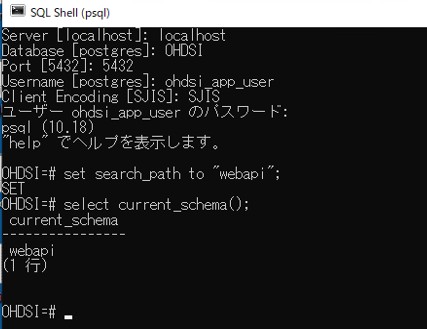 SQL Shell (psql)
Server [localhost]: localhost
Database [postgres]: OHDSI
Port [5432]: 5432
Username [postgres]: ohdsi_app_user
Client Encoding [SJIS]: SJIS
ユーザー ohdsi_app_user のパスワード:
psql (10.18)
"help" でヘルプを表示します。
OHDSI=# set search_path to "webapi";
SET
OHDSI=# select current_schema();
current_schema
----------------
webapi
(1 行)
OHDSI=#